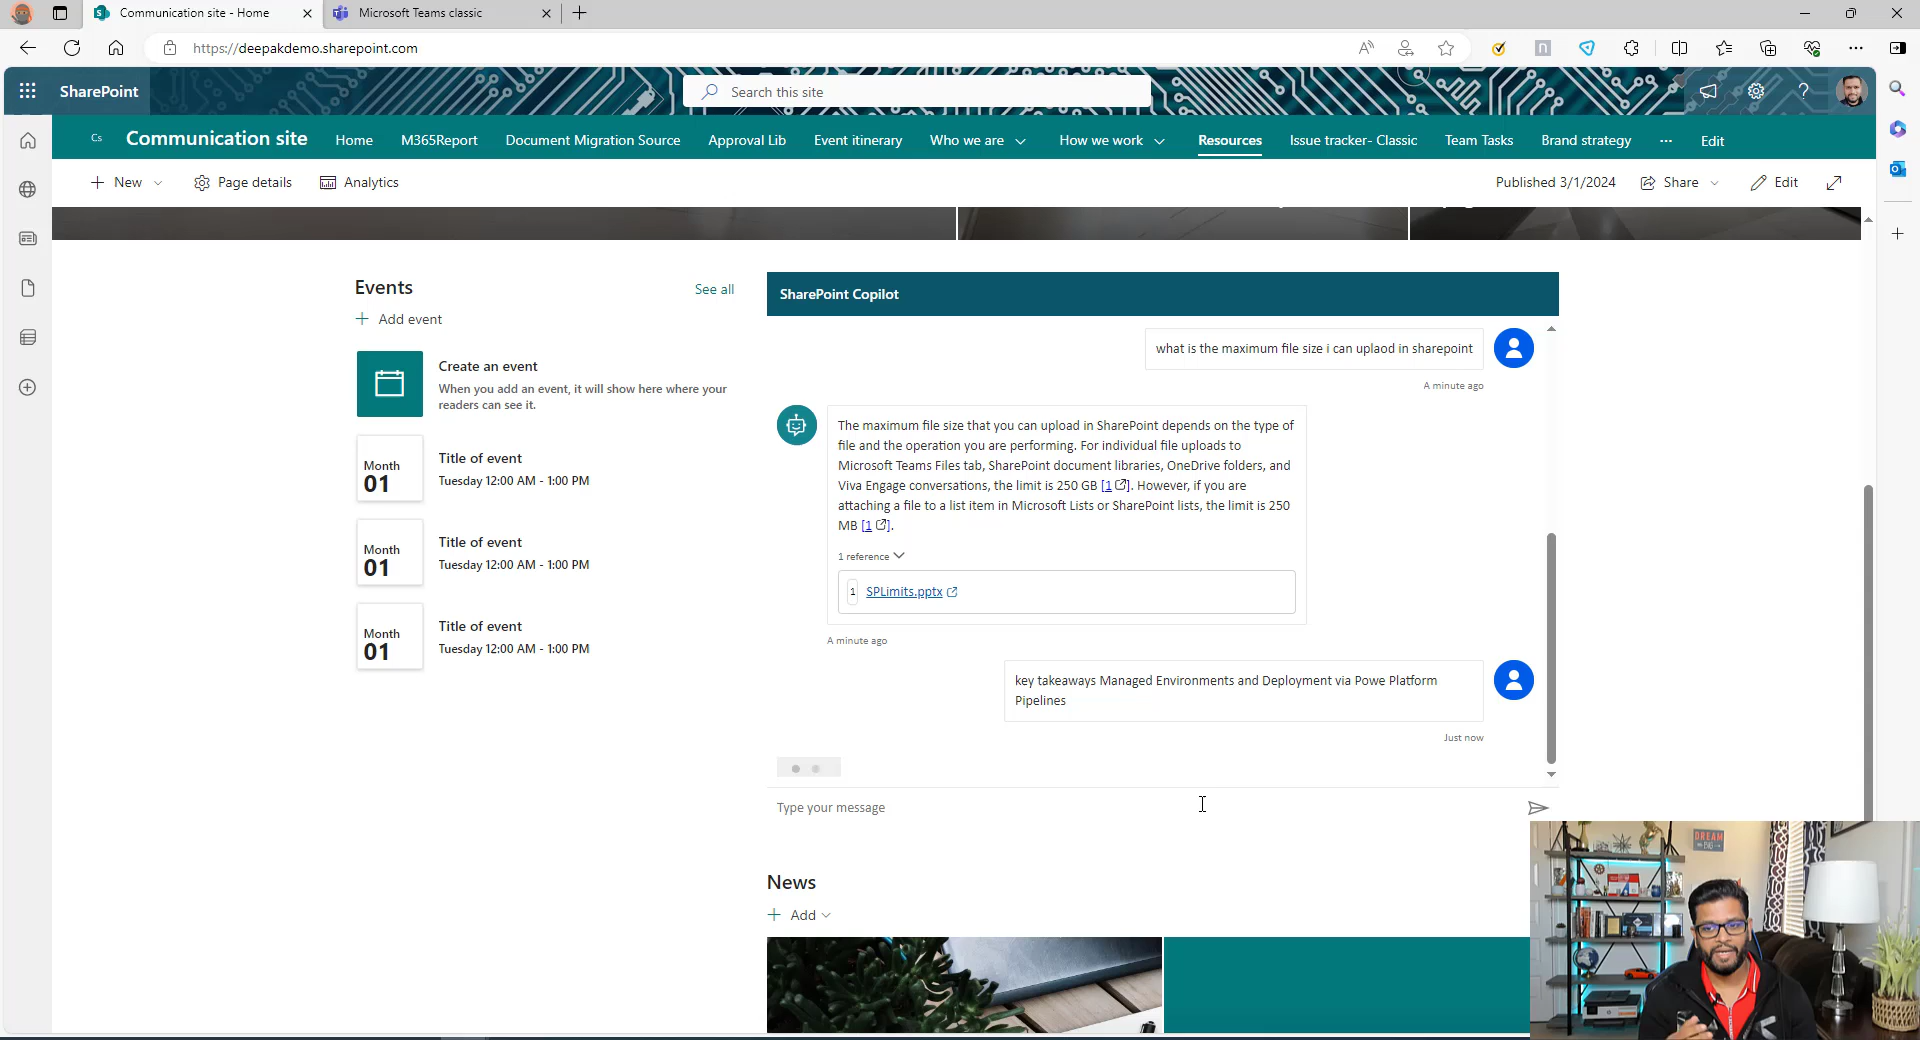 Communication site - Home
Microsoft Teams classic
https://deepakdemo.sharepoint.com
SharePoint
Search this site
Cs
Communication site
Home
M365Report
Document Migration Source
Approval Lib
Event itinerary
Who we are
How we work
Resources
Issue tracker- Classic
Team Tasks
Brand strategy
Edit
New
Page details
Analytics
Published 3/1/2024
Share
Edit
Events
See all
Add event
Create an event
When you add an event, it will show here where your
readers can see it.
Month
01
Title of event
Tuesday 12:00 AM - 1:00 PM
Month
01
Title of event
Tuesday 12:00 AM - 1:00 PM
Month
01
Title of event
Tuesday 12:00 AM - 1:00 PM
SharePoint Copilot
what is the maximum file size i can uplaod in sharepoint
A minute ago
The maximum file size that you can upload in SharePoint depends on the type of
file and the operation you are performing. For individual file uploads to
Microsoft Teams Files tab, SharePoint document libraries, OneDrive folders, and
Viva Engage conversations, the limit is 250 GB [1]. However, if you are
attaching a file to a list item in Microsoft Lists or SharePoint lists, the limit is 250
MB [1].
1 reference
1 SPLimits.pptx
A minute ago
key takeaways Managed Environments and Deployment via Powe Platform
Pipelines
Just now
Type your message
News
Add
DREAM
BIG